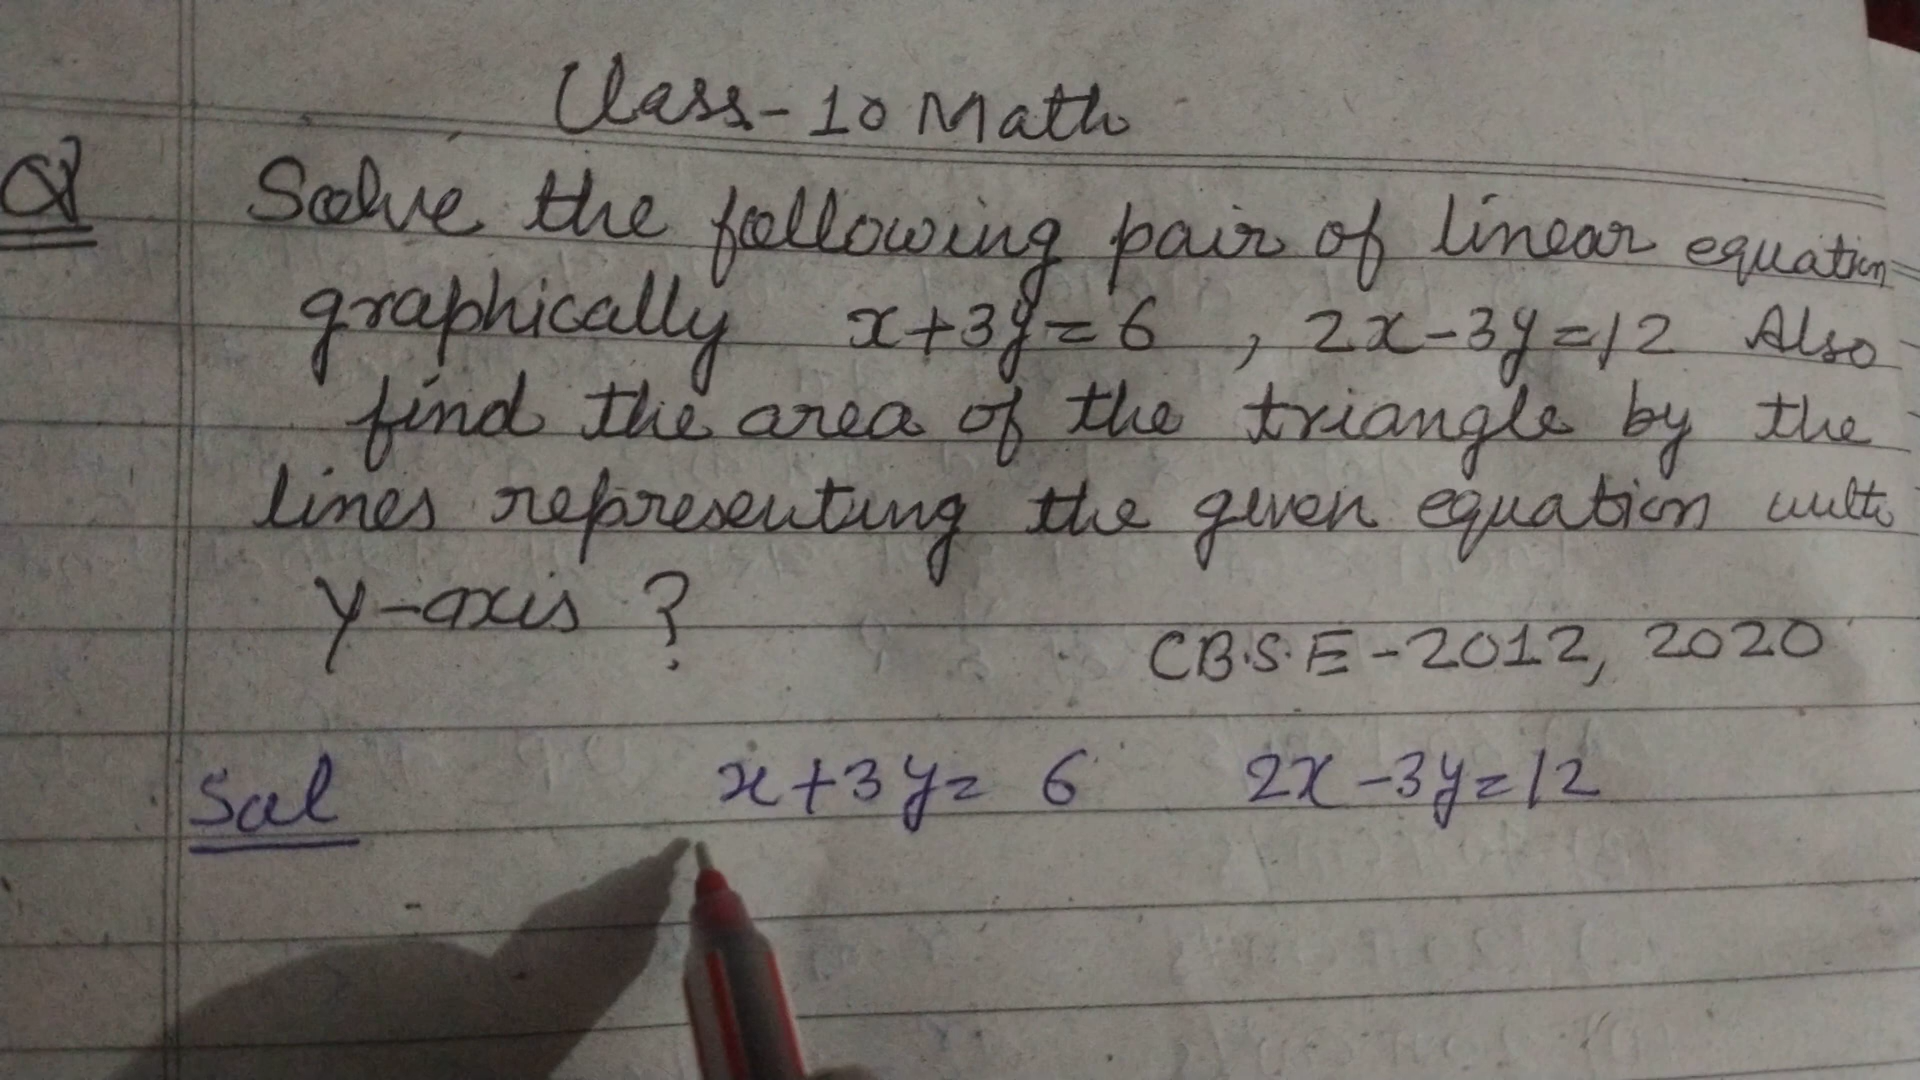 Class-10 Math
Q Solve the following pair of linear equation
graphically x+3y=6, 2x-3y=12 Also
find the area of the triangle by the
lines representing the given equation with
y-axis ?
C.B.S.E-2012, 2020
Sol x+3y= 6 2x-3y=12